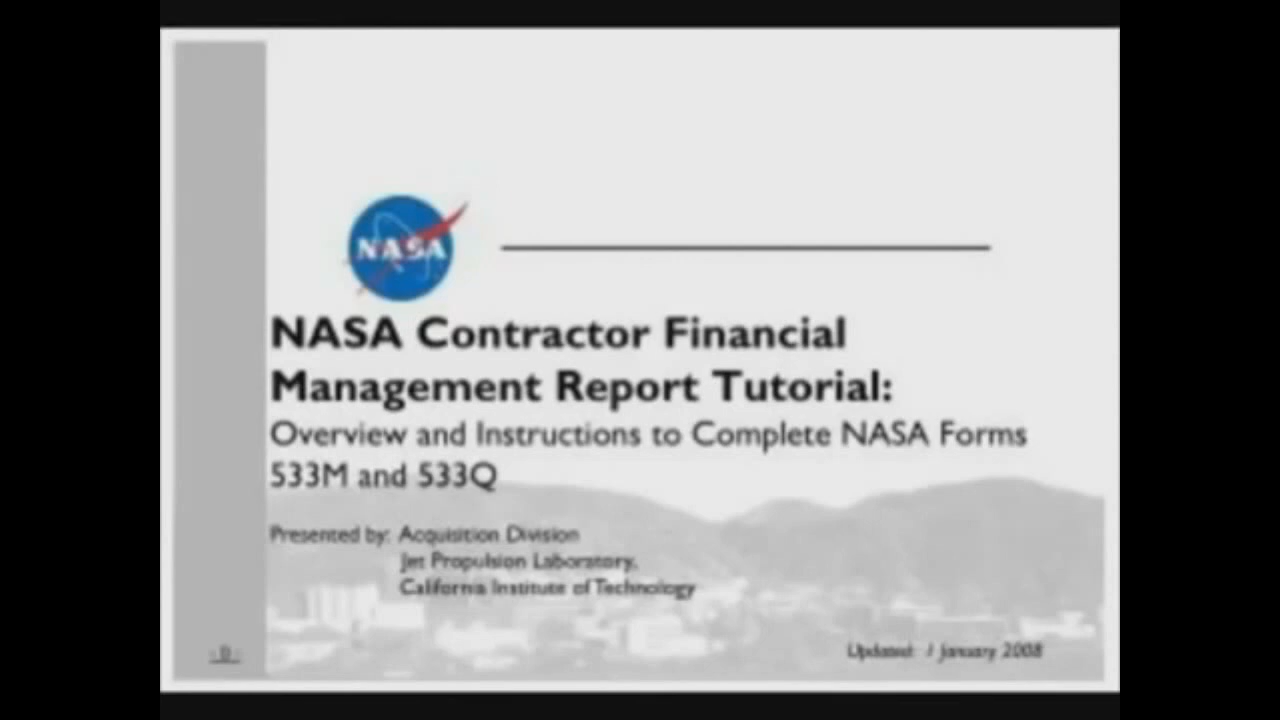 NASA
NASA Contractor Financial
Management Report Tutorial:
Overview and Instructions to Complete NASA Forms
533M and 533Q
Presented by: Acquisition Division
Jet Propulsion Laboratory,
California Institute of Technology
Updated: 1 January 2008